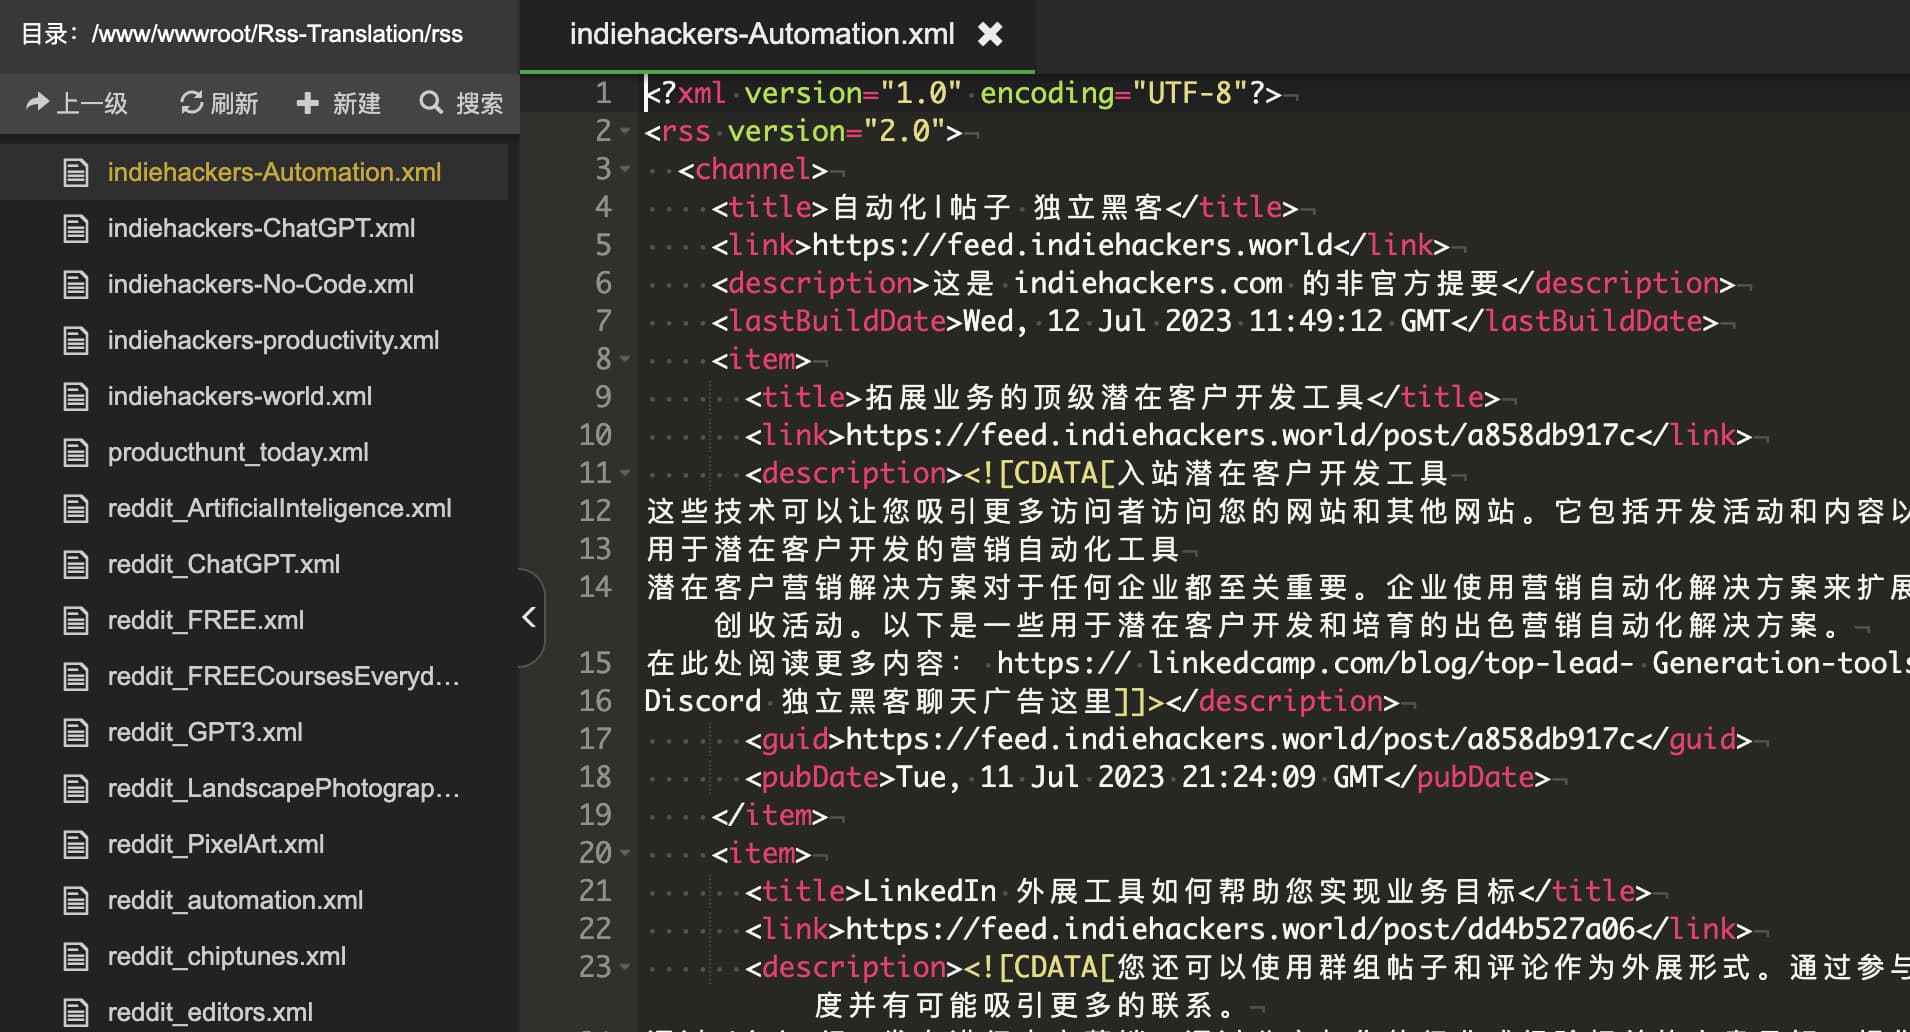 目录：/www/wwwroot/Rss-Translation/rss
上一级 刷新 新建 搜索
indiehackers-Automation.xml
indiehackers-ChatGPT.xml
indiehackers-No-Code.xml
indiehackers-productivity.xml
indiehackers-world.xml
producthunt_today.xml
reddit_ArtificialInteligence.xml
reddit_ChatGPT.xml
reddit_FREE.xml
reddit_FREECoursesEveryd...
reddit_GPT3.xml
reddit_LandscapePhotograp...
reddit_PixelArt.xml
reddit_automation.xml
reddit_chiptunes.xml
reddit_editors.xml
indiehackers-Automation.xml
1 <?xml version="1.0" encoding="UTF-8"?>
2 <rss version="2.0">
3 <channel>
4 <title>自动化|帖子 独立黑客</title>
5 <link>https://feed.indiehackers.world</link>
6 <description>这是 indiehackers.com 的非官方提要</description>
7 <lastBuildDate>Wed, 12 Jul 2023 11:49:12 GMT</lastBuildDate>
8 <item>
9 <title>拓展业务的顶级潜在客户开发工具</title>
10 <link>https://feed.indiehackers.world/post/a858db917c</link>
11 <description><![CDATA[入站潜在客户开发工具
12 这些技术可以让您吸引更多访问者访问您的网站和其他网站。它包括开发活动和内容以
13 用于潜在客户开发的营销自动化工具
14 潜在客户营销解决方案对于任何企业都至关重要。企业使用营销自动化解决方案来扩展
创收活动。以下是一些用于潜在客户开发和培育的出色营销自动化解决方案。
15 在此处阅读更多内容： https:// linkedcamp.com/blog/top-lead- Generation-tools
16 Discord 独立黑客聊天广告这里]]></description>
17 <guid>https://feed.indiehackers.world/post/a858db917c</guid>
18 <pubDate>Tue, 11 Jul 2023 21:24:09 GMT</pubDate>
19 </item>
20 <item>
21 <title>LinkedIn 外展工具如何帮助您实现业务目标</title>
22 <link>https://feed.indiehackers.world/post/dd4b527a06</link>
23 <description><![CDATA[您还可以使用群组帖子和评论作为外展形式。通过参与
度并有可能吸引更多的联系。